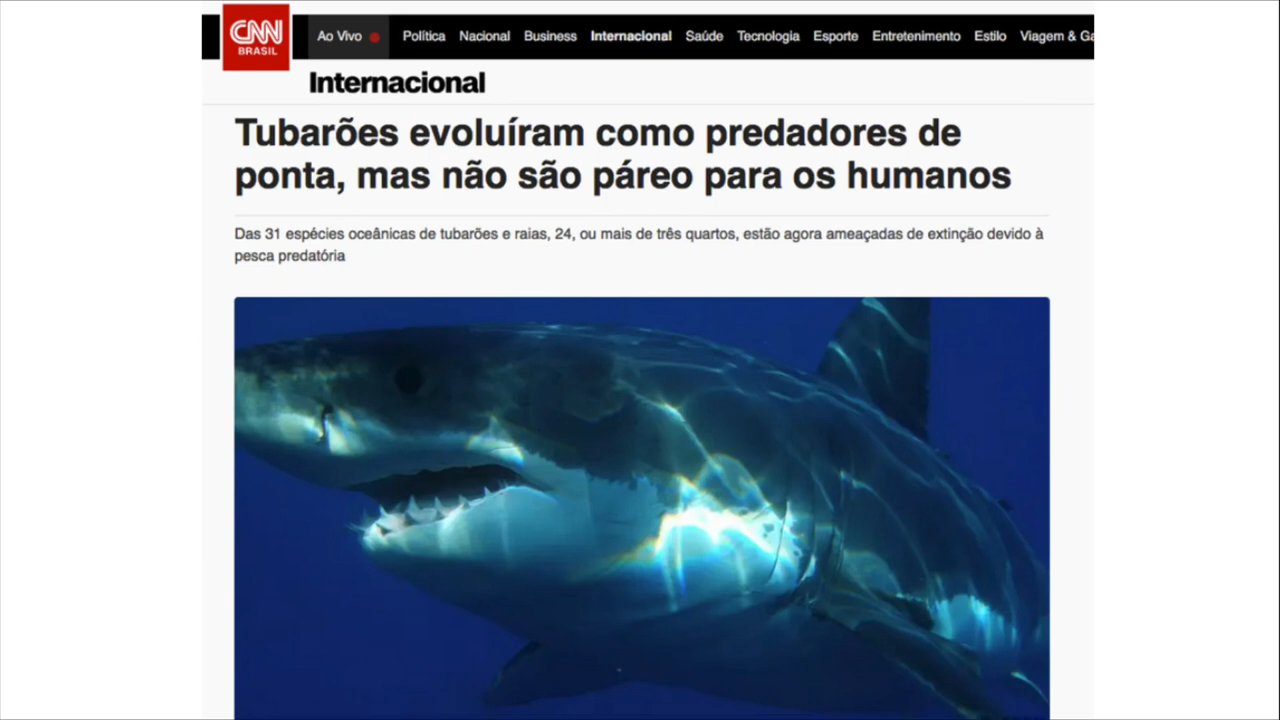 CNN
BRASIL
Ao Vivo Política Nacional Business Internacional Saúde Tecnologia Esporte Entretenimento Estilo Viagem &
Internacional
Tubarões evoluíram como predadores de
ponta, mas não são páreo para os humanos
Das 31 espécies oceânicas de tubarões e raias, 24, ou mais de três quartos, estão agora ameaçadas de extinção devido à
pesca predatória